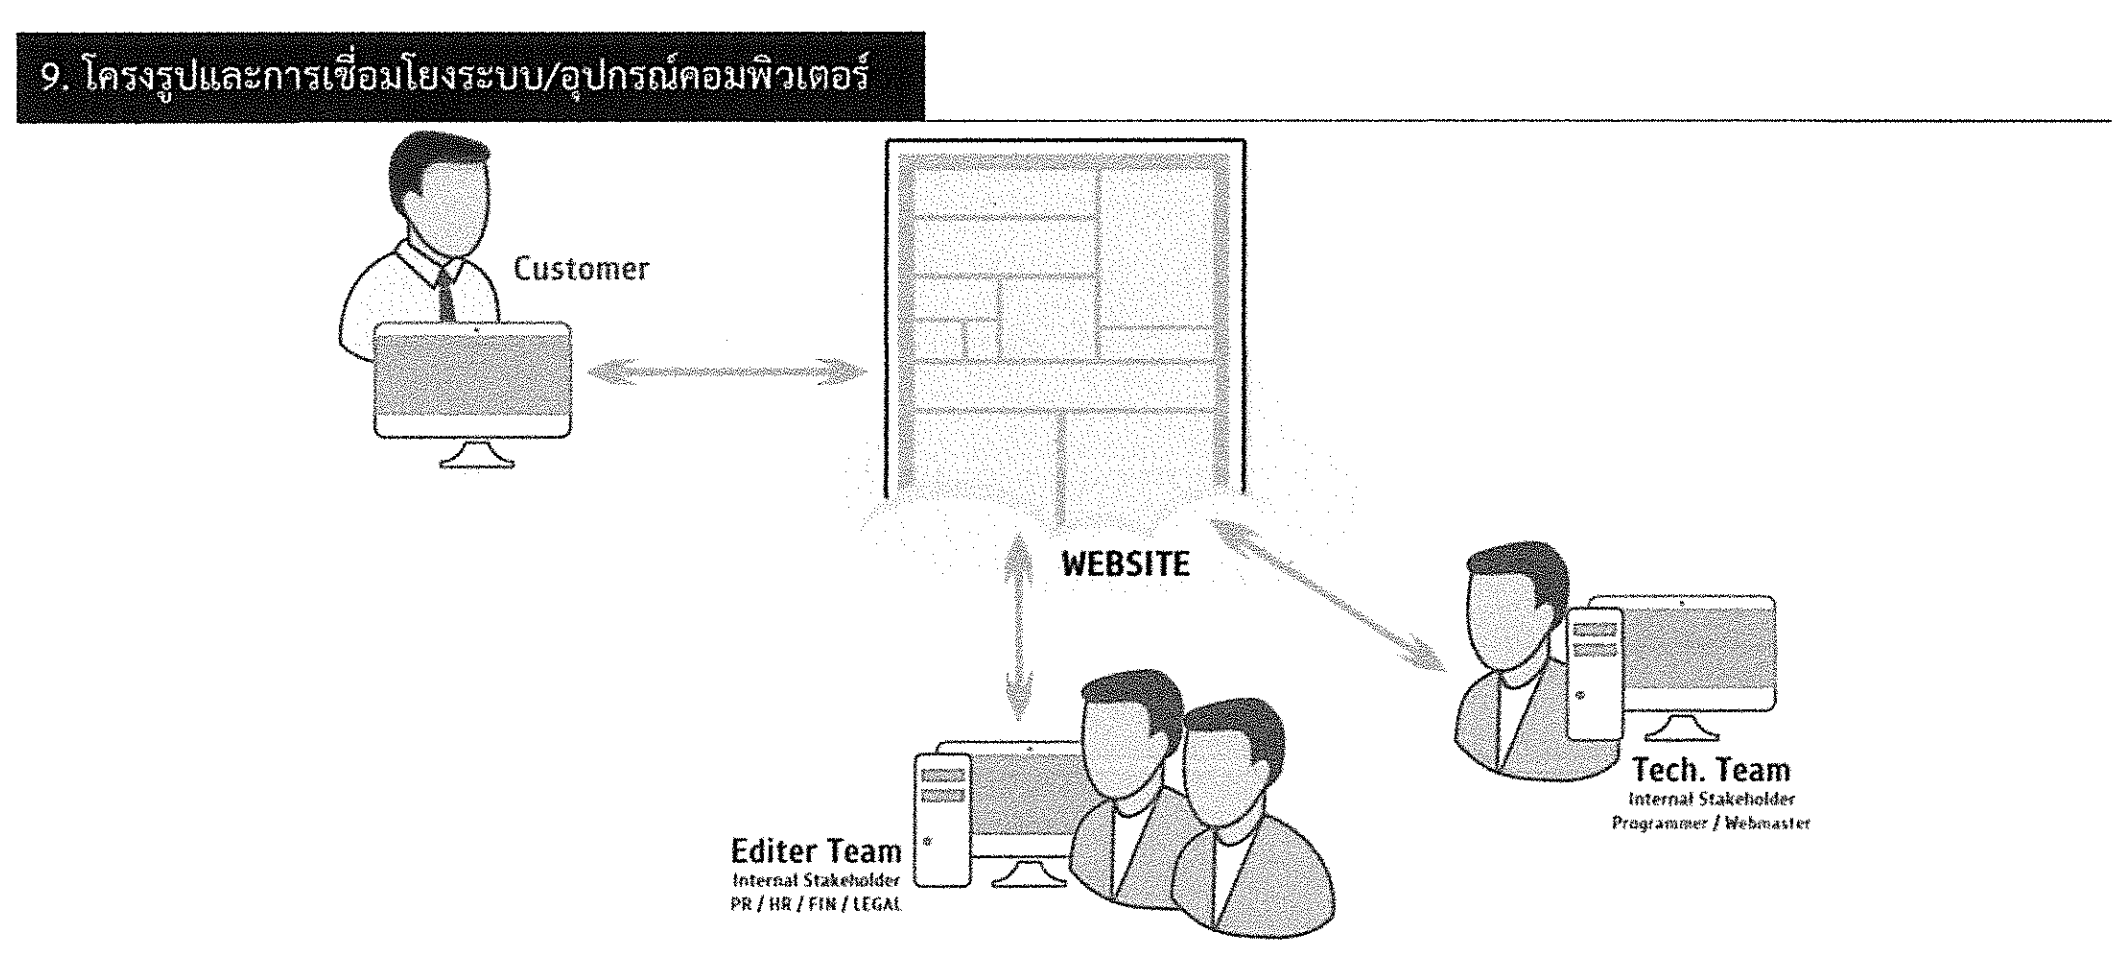 9. โครงรูปและการเชื่อมโยงระบบ/อุปกรณ์คอมพิวเตอร์
Customer
WEBSITE
Tech. Team
Internal Stakeholder
Programmer / Webmaster
Editer Team
Internal Stakeholder
PR / HR / FIN / LEGAL